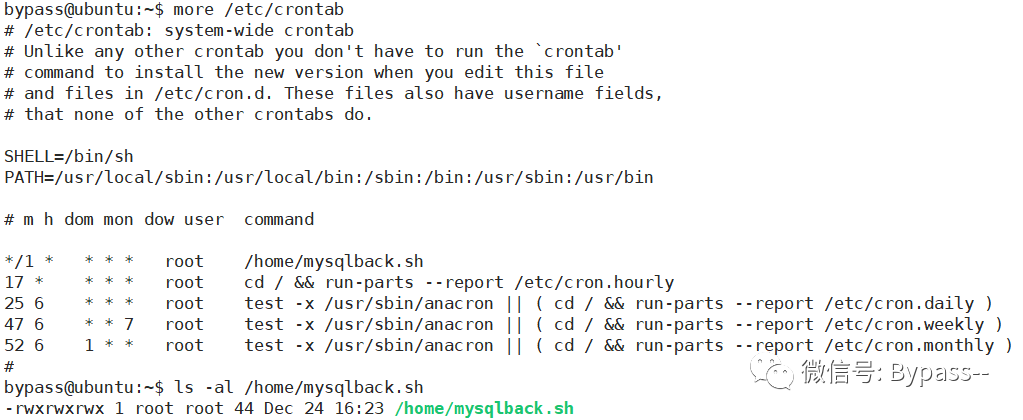 bypass@ubuntu:~$ more /etc/crontab
# /etc/crontab: system-wide crontab
# Unlike any other crontab you don't have to run the `crontab'
# command to install the new version when you edit this file
# and files in /etc/cron.d. These files also have username fields,
# that none of the other crontabs do.

SHELL=/bin/sh
PATH=/usr/local/sbin:/usr/local/bin:/sbin:/bin:/usr/sbin:/usr/bin

# m h dom mon dow user  command

*/1 *   * * *   root    /home/mysqlback.sh
17 *    * * *   root    cd / && run-parts --report /etc/cron.hourly
25 6    * * *   root    test -x /usr/sbin/anacron || ( cd / && run-parts --report /etc/cron.daily )
47 6    * * 7   root    test -x /usr/sbin/anacron || ( cd / && run-parts --report /etc/cron.weekly )
52 6    1 * *   root    test -x /usr/sbin/anacron || ( cd / && run-parts --report /etc/cron.monthly )
#
微信号: Bypass--
bypass@ubuntu:~$ ls -al /home/mysqlback.sh
-rwxrwxrwx 1 root root 44 Dec 24 16:23 /home/mysqlback.sh